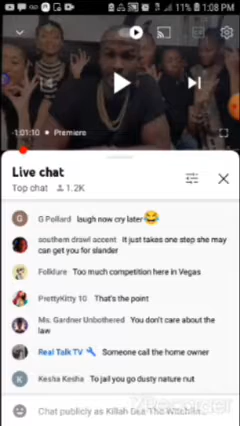 11% 1:08 PM
-1:01:10 • Premiere
Live chat
Top chat 1.2K
G Pollard laugh now cry later😂
southern drawl accent It just takes one step she may
can get you for slander
Folklure Too much competition here in Vegas
PrettyKitty 10 That's the point
Ms. Gardner Unbothered You don't care about the
law
Real Talk TV Someone call the home owner
Kesha Kesha To jail you go dusty nature nut
Chat publicly as Killah Dea The Witchin...